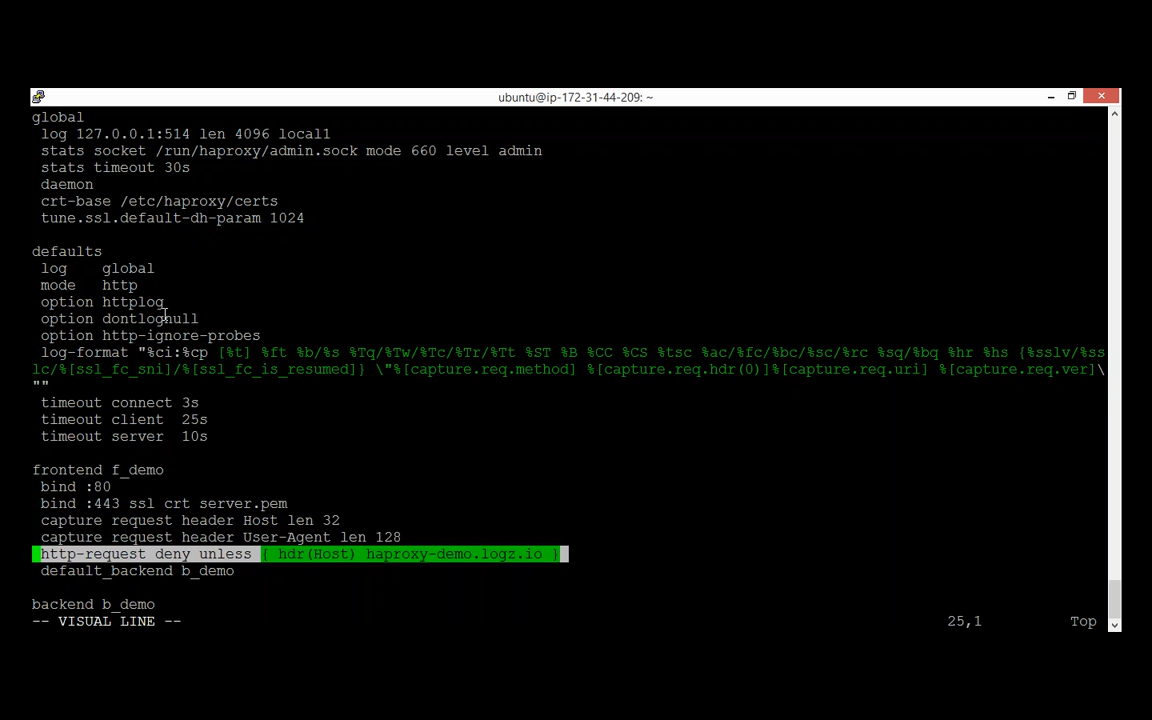 ubuntu@ip-172-31-44-209: ~
global
log 127.0.0.1:514 len 4096 local1
stats socket /run/haproxy/admin.sock mode 660 level admin
stats timeout 30s
daemon
crt-base /etc/haproxy/certs
tune.ssl.default-dh-param 1024
defaults
log global
mode http
option httplog
option dontlognull
option http-ignore-probes
log-format "%ci:%cp [%t] %ft %b/%s %Tq/%Tw/%Tc/%Tr/%Tt %ST %B %CC %CS %tsc %ac/%fc/%bc/%sc/%rc %sq/%bq %hr %hs {%sslv/%ss
lc/%[ssl_fc_sni]/%[ssl_fc_is_resumed]} \"%[capture.req.method] %[capture.req.hdr(0)]%[capture.req.uri] %[capture.req.ver]\
""
timeout connect 3s
timeout client 25s
timeout server 10s
frontend f_demo
bind :80
bind :443 ssl crt server.pem
capture request header Host len 32
capture request header User-Agent len 128
http-request deny unless { hdr(Host) haproxy-demo.logz.io }
default_backend b_demo
backend b_demo
-- VISUAL LINE -- 25,1 Top